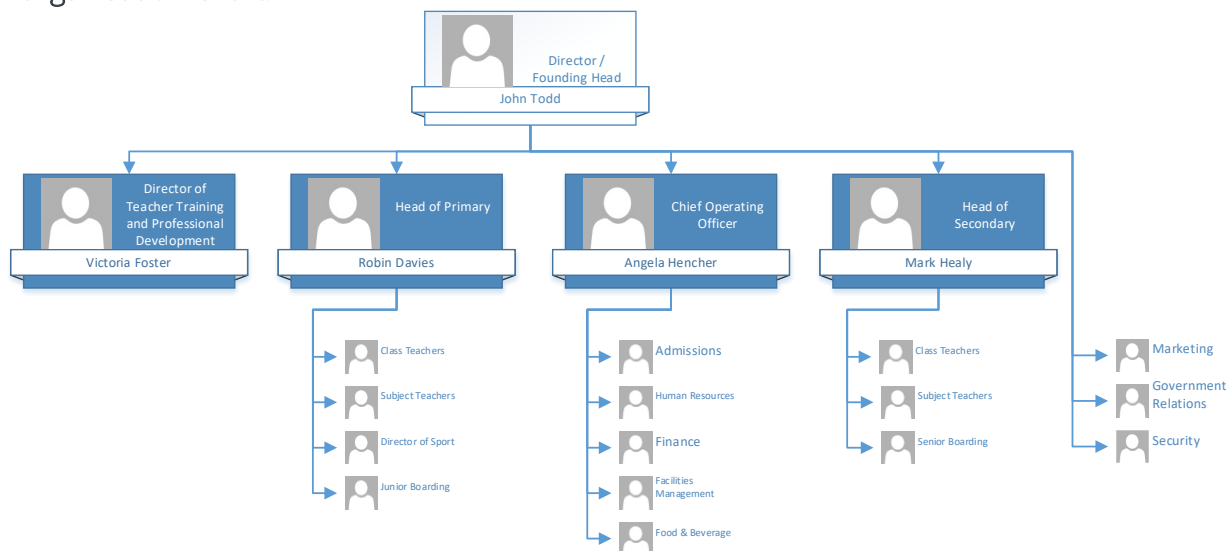 Director /
Founding Head
John Todd
Director of
Teacher Training
and Professional
Development
Victoria Foster
Head of Primary
Robin Davies
Chief Operating
Officer
Angela Hencher
Head of
Secondary
Mark Healy
Class Teachers
Subject Teachers
Director of Sport
Junior Boarding
Admissions
Human Resources
Finance
Facilities
Management
Food & Beverage
Class Teachers
Subject Teachers
Senior Boarding
Marketing
Government
Relations
Security